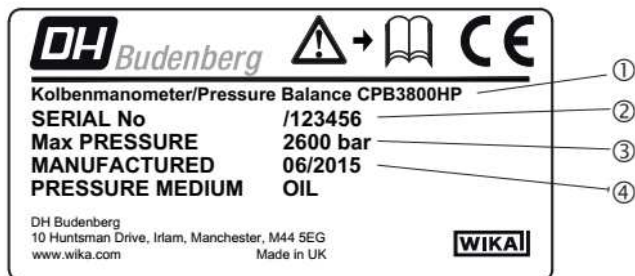 DH Budenberg
Kolbenmanometer/Pressure Balance CPB3800HP ①
SERIAL No /123456 ②
Max PRESSURE 2600 bar ③
MANUFACTURED 06/2015 ④
PRESSURE MEDIUM OIL
DH Budenberg
10 Huntsman Drive, Irlam, Manchester, M44 5EG
www.wika.com Made in UK
WIKAI